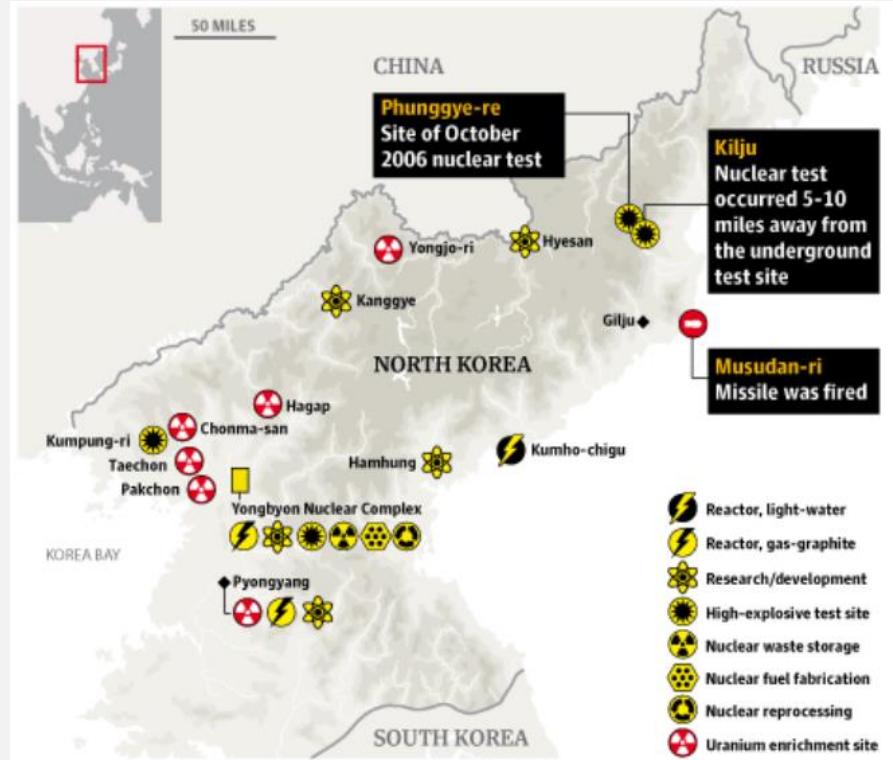 50 MILES
CHINA
RUSSIA
Phunggye-re
Site of October
2006 nuclear test
Kilju
Nuclear test
occurred 5-10
miles away from
the underground
test site
Yongjo-ri
Hyesan
Kanggye
Gilju
NORTH KOREA
Musudan-ri
Missile was fired
Hagap
Chonma-san
Kumpung-ri
Taechon
Pakchon
Hamhung
Kumho-chigu
Yongbyon Nuclear Complex
KOREA BAY
Pyongyang
SOUTH KOREA
Reactor, light-water
Reactor, gas-graphite
Research/development
High-explosive test site
Nuclear waste storage
Nuclear fuel fabrication
Nuclear reprocessing
Uranium enrichment site